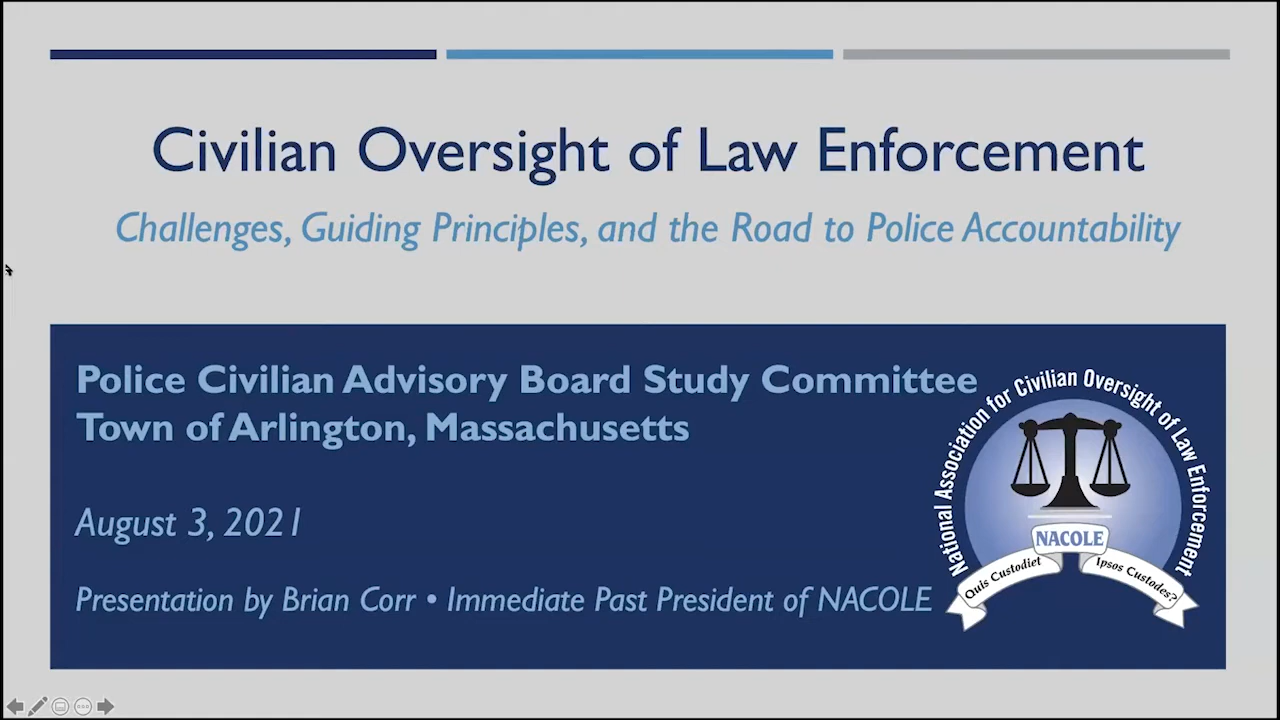 Civilian Oversight of Law Enforcement
Challenges, Guiding Principles, and the Road to Police Accountability
Police Civilian Advisory Board Study Committee
Town of Arlington, Massachusetts
August 3, 2021
Presentation by Brian Corr • Immediate Past President of NACOLE
National Association for Civilian Oversight of Law Enforcement
NACOLE
Quis Custodiet
Ipsos Custodes?